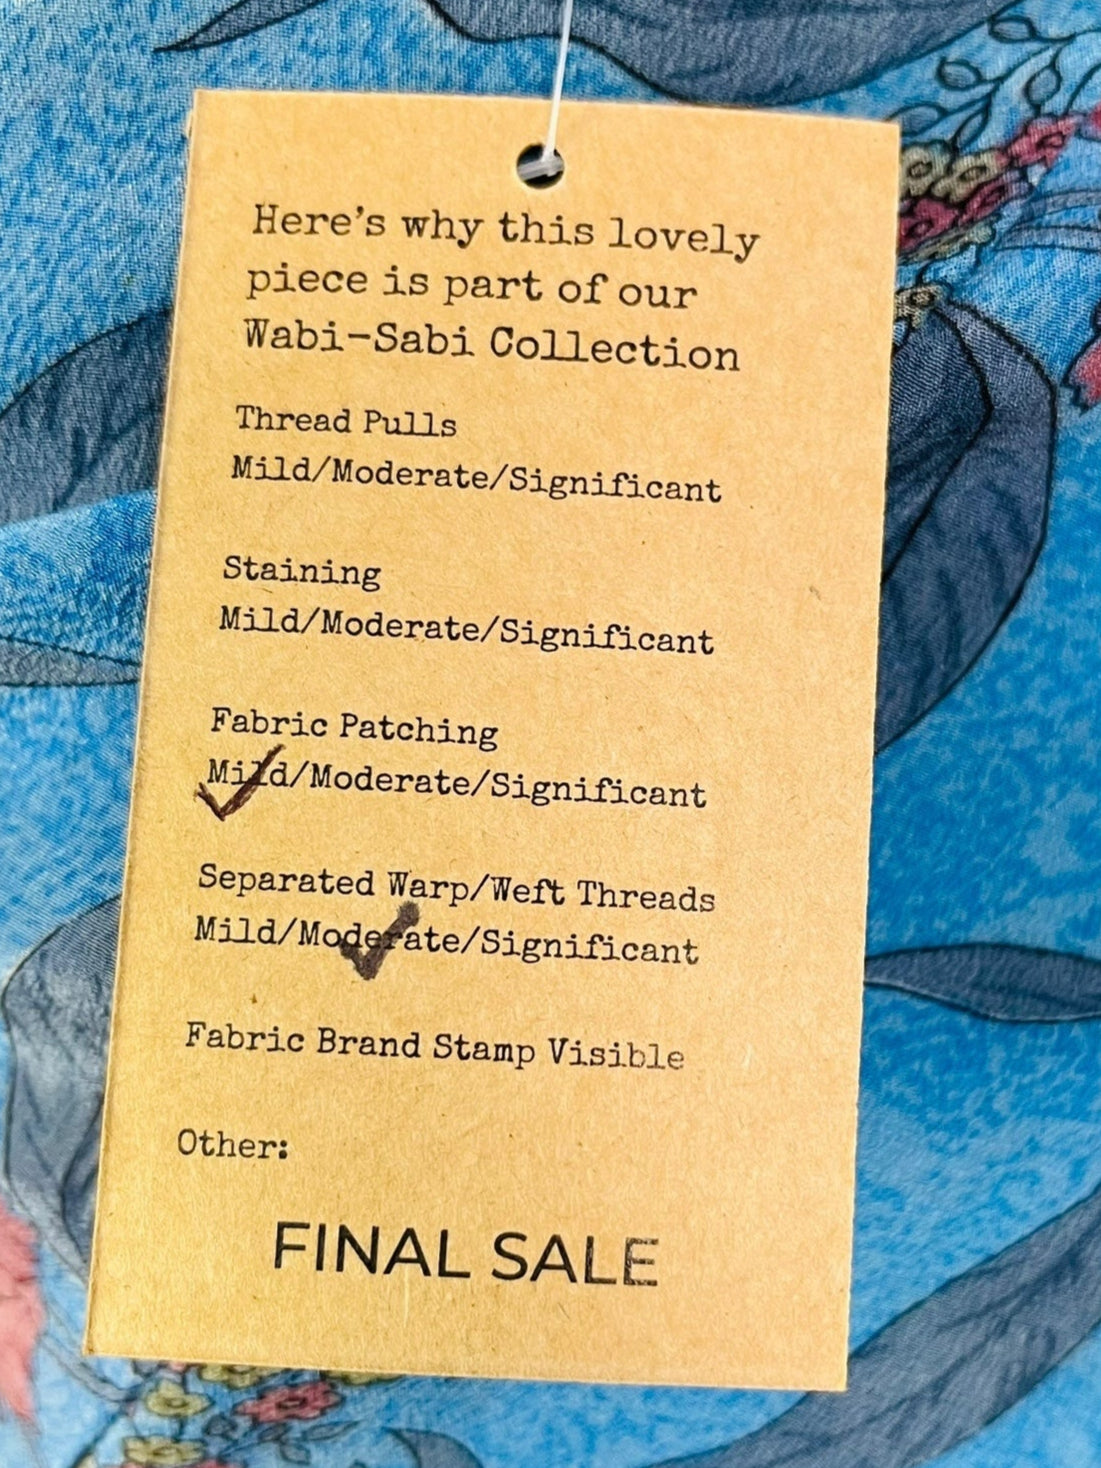 Here's why this lovely
piece is part of our
Wabi-Sabi Collection
Thread Pulls
Mild/Moderate/Significant
Staining
Mild/Moderate/Significant
Fabric Patching
Mild/Moderate/Significant
Separated Warp/Weft Threads
Mild/Moderate/Significant
Fabric Brand Stamp Visible
Other:
FINAL SALE